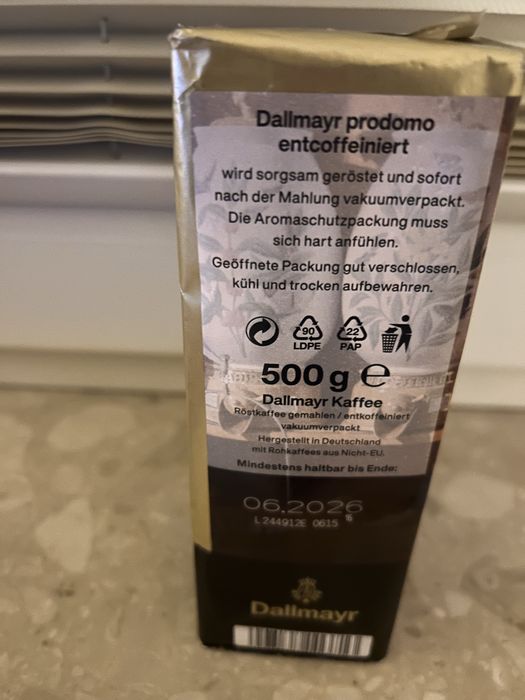 Dallmayr prodomo
entcoffeiniert
wird sorgsam geröstet und sofort
nach der Mahlung vakuumverpackt.
Die Aromaschutzpackung muss
sich hart anfühlen.
Geöffnete Packung gut verschlossen,
kühl und trocken aufbewahren.
90 22
LDPE PAP
500 g e
Dallmayr Kaffee
Röstkaffee gemahlen / entkoffeiniert
vakuumverpackt
Hergestellt in Deutschland
mit Rohkaffees aus Nicht-EU.
Mindestens haltbar bis Ende:
06.2026
L244912E 0615
Dallmayr